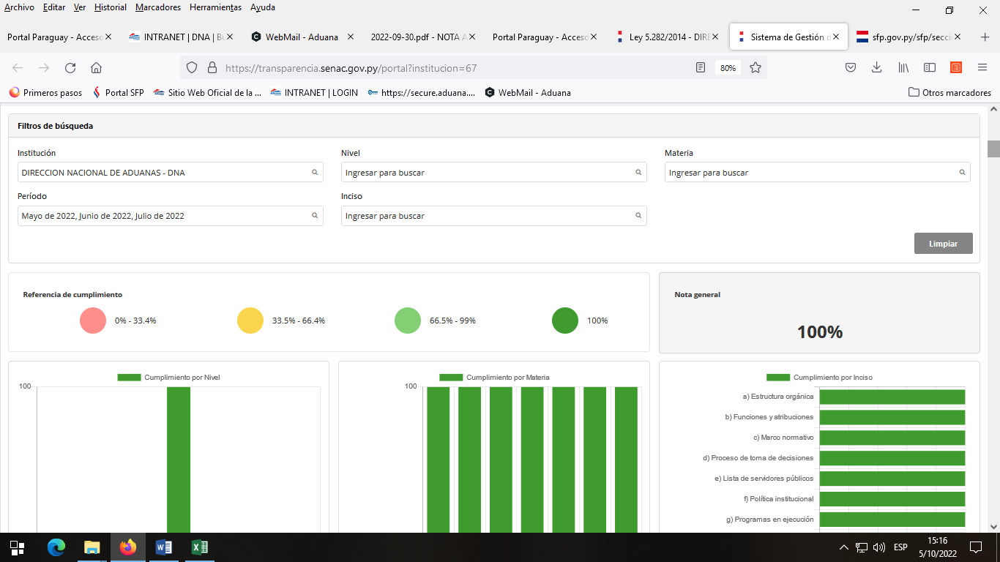 Archivo Editar Ver Historial Marcadores Herramientas Ayuda
Portal Paraguay - Acceso INTRANET | DNA | B WebMail - Aduana 2022-09-30.pdf - NOTA A Portal Paraguay - Acceso Ley 5.282/2014 - DIRE Sistema de Gestión d sfp.gov.py/sfp/secci
https://transparencia.senac.gov.py/portal?institucion=67 80%
Primeros pasos Portal SFP Sitio Web Oficial de la ... INTRANET | LOGIN https://secure.aduana.... WebMail - Aduana Otros marcadores
Filtros de búsqueda
Institución Nivel Materia
DIRECCION NACIONAL DE ADUANAS - DNA Ingresar para buscar Ingresar para buscar
Período Inciso
Mayo de 2022, Junio de 2022, Julio de 2022 Ingresar para buscar
Limpiar
Referencia de cumplimiento Nota general
0% - 33.4% 33.5% - 66.4% 66.5% - 99% 100%
100%
Cumplimiento por Nivel Cumplimiento por Materia Cumplimiento por Inciso
100 100
a) Estructura orgánica
b) Funciones y atribuciones
c) Marco normativo
d) Proceso de toma de decisiones
e) Lista de servidores públicos
f) Política institucional
g) Programas en ejecución
ESP 15:16
5/10/2022